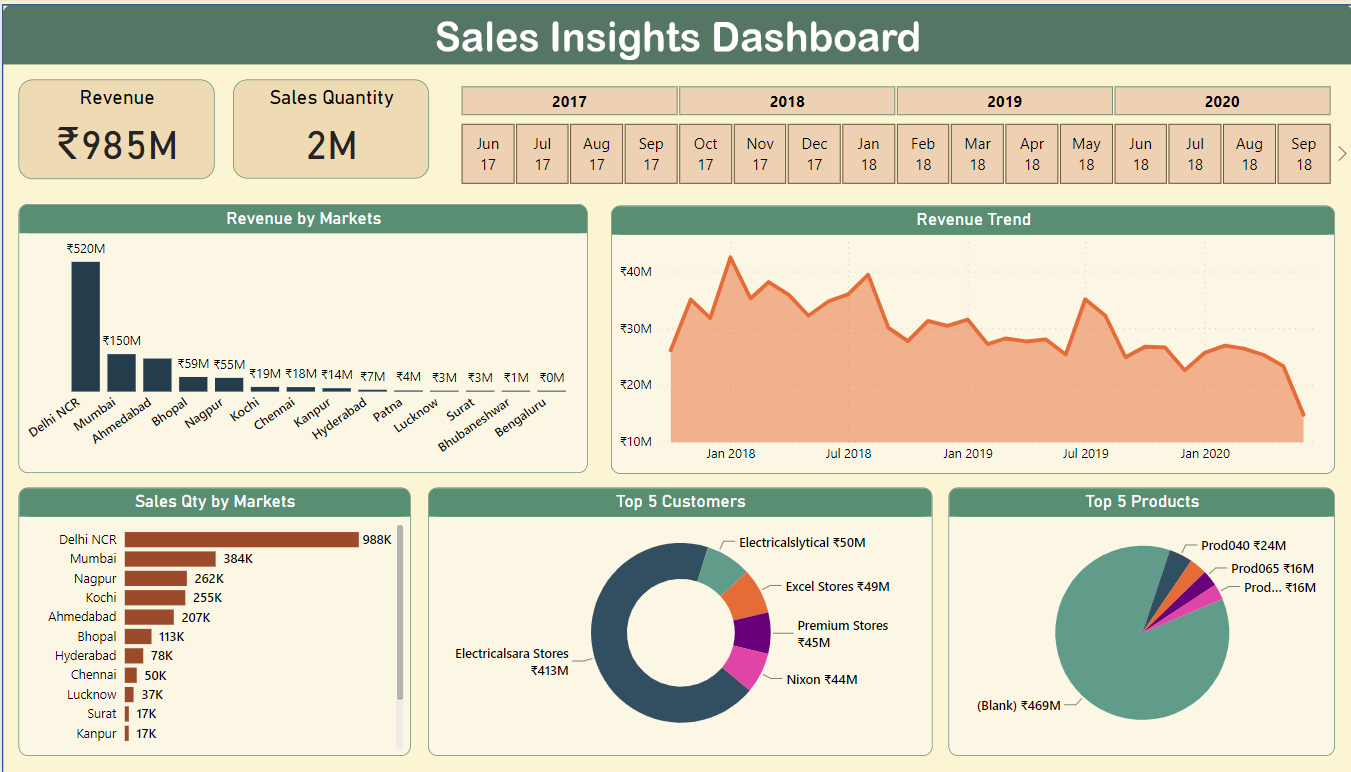 Sales Insights Dashboard
Revenue
₹985M
Sales Quantity
2M
2017 2018 2019 2020
Jun Jul Aug Sep Oct Nov Dec Jan Feb Mar Apr May Jun Jul Aug Sep
17 17 17 17 17 17 17 18 18 18 18 18 18 18 18 18
Revenue by Markets
₹520M
₹150M
₹59M
₹55M
₹19M
₹18M
₹14M
₹7M
₹4M
₹3M
₹3M
₹1M
₹0M
Delhi NCR
Mumbai
Ahmedabad
Bhopal
Nagpur
Kochi
Chennai
Kanpur
Hyderabad
Patna
Lucknow
Surat
Bhubaneshwar
Bengaluru
Revenue Trend
₹40M
₹30M
₹20M
₹10M
Jan 2018 Jul 2018 Jan 2019 Jul 2019 Jan 2020
Sales Qty by Markets
Delhi NCR 988K
Mumbai 384K
Nagpur 262K
Kochi 255K
Ahmedabad 207K
Bhopal 113K
Hyderabad 78K
Chennai 50K
Lucknow 37K
Surat 17K
Kanpur 17K
Top 5 Customers
Electricalslytical ₹50M
Excel Stores ₹49M
Premium Stores
₹45M
Nixon ₹44M
Electricalsara Stores
₹413M
Top 5 Products
Prod040 ₹24M
Prod065 ₹16M
Prod... ₹16M
(Blank) ₹469M